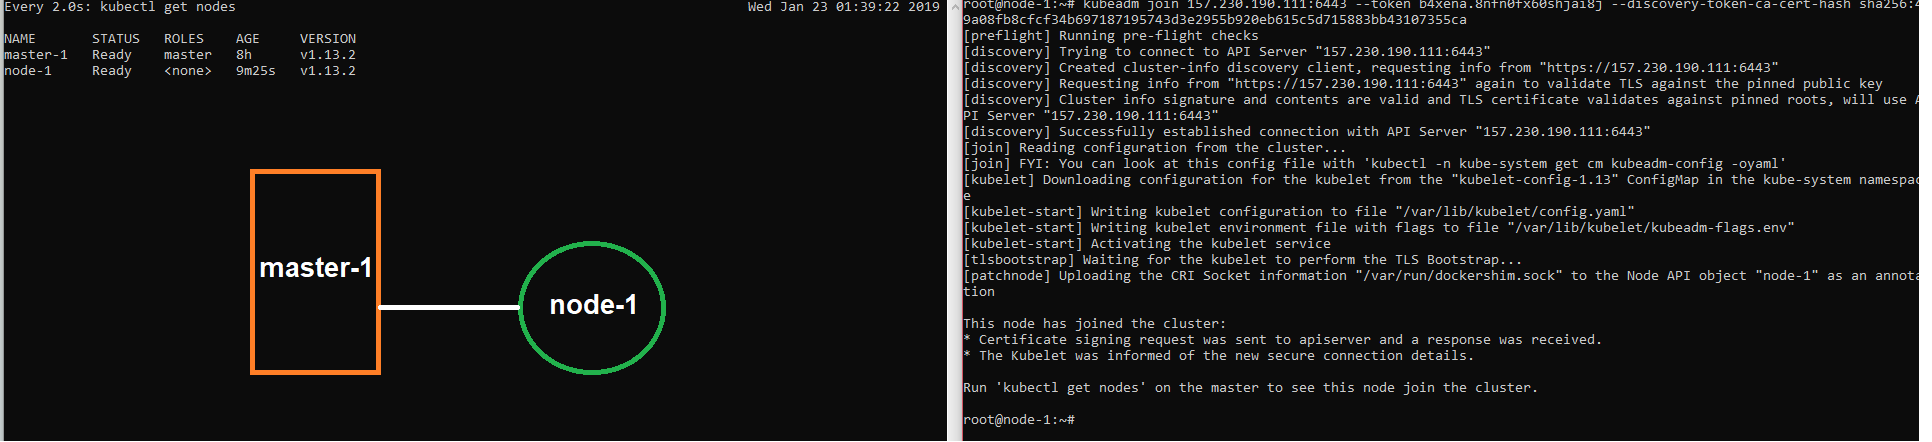 Every 2.0s: kubectl get nodes Wed Jan 23 01:39:22 2019
NAME STATUS ROLES AGE VERSION
master-1 Ready master 8h v1.13.2
node-1 Ready <none> 9m25s v1.13.2
master-1
node-1
root@node-1:~# kubeadm join 157.230.190.111:6443 --token b4xena.8nfn0fx60shjai8j --discovery-token-ca-cert-hash sha256:4
9a08fb8cfcf34b697187195743d3e2955b920eb615c5d715883bb43107355ca
[preflight] Running pre-flight checks
[discovery] Trying to connect to API Server "157.230.190.111:6443"
[discovery] Created cluster-info discovery client, requesting info from "https://157.230.190.111:6443"
[discovery] Requesting info from "https://157.230.190.111:6443" again to validate TLS against the pinned public key
[discovery] Cluster info signature and contents are valid and TLS certificate validates against pinned roots, will use A
PI Server "157.230.190.111:6443"
[discovery] Successfully established connection with API Server "157.230.190.111:6443"
[join] Reading configuration from the cluster...
[join] FYI: You can look at this config file with 'kubectl -n kube-system get cm kubeadm-config -oyaml'
[kubelet] Downloading configuration for the kubelet from the "kubelet-config-1.13" ConfigMap in the kube-system namespac
e
[kubelet-start] Writing kubelet configuration to file "/var/lib/kubelet/config.yaml"
[kubelet-start] Writing kubelet environment file with flags to file "/var/lib/kubelet/kubeadm-flags.env"
[kubelet-start] Activating the kubelet service
[tlsbootstrap] Waiting for the kubelet to perform the TLS Bootstrap...
[patchnode] Uploading the CRI Socket information "/var/run/dockershim.sock" to the Node API object "node-1" as an annota
tion
This node has joined the cluster:
* Certificate signing request was sent to apiserver and a response was received.
* The Kubelet was informed of the new secure connection details.
Run 'kubectl get nodes' on the master to see this node join the cluster.
root@node-1:~#